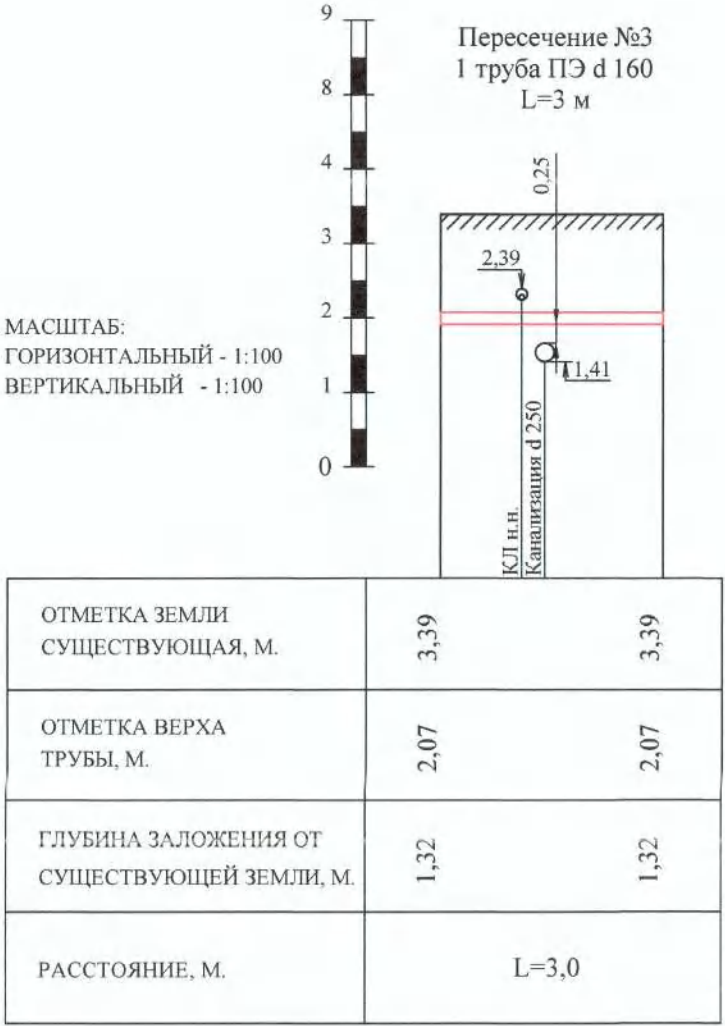 Пересечение №3
1 труба ПЭ d 160
L=3 м
9
8
4
3
2
1
0
0,25
2,39
1,41
МАСШТАБ:
ГОРИЗОНТАЛЬНЫЙ - 1:100
ВЕРТИКАЛЬНЫЙ - 1:100
КЛ н.н.
Канализация d 250
ОТМЕТКА ЗЕМЛИ
СУЩЕСТВУЮЩАЯ, М.
3,39
3,39
ОТМЕТКА ВЕРХА
ТРУБЫ, М.
2,07
2,07
ГЛУБИНА ЗАЛОЖЕНИЯ ОТ
СУЩЕСТВУЮЩЕЙ ЗЕМЛИ, М.
1,32
1,32
РАССТОЯНИЕ, М.
L=3,0